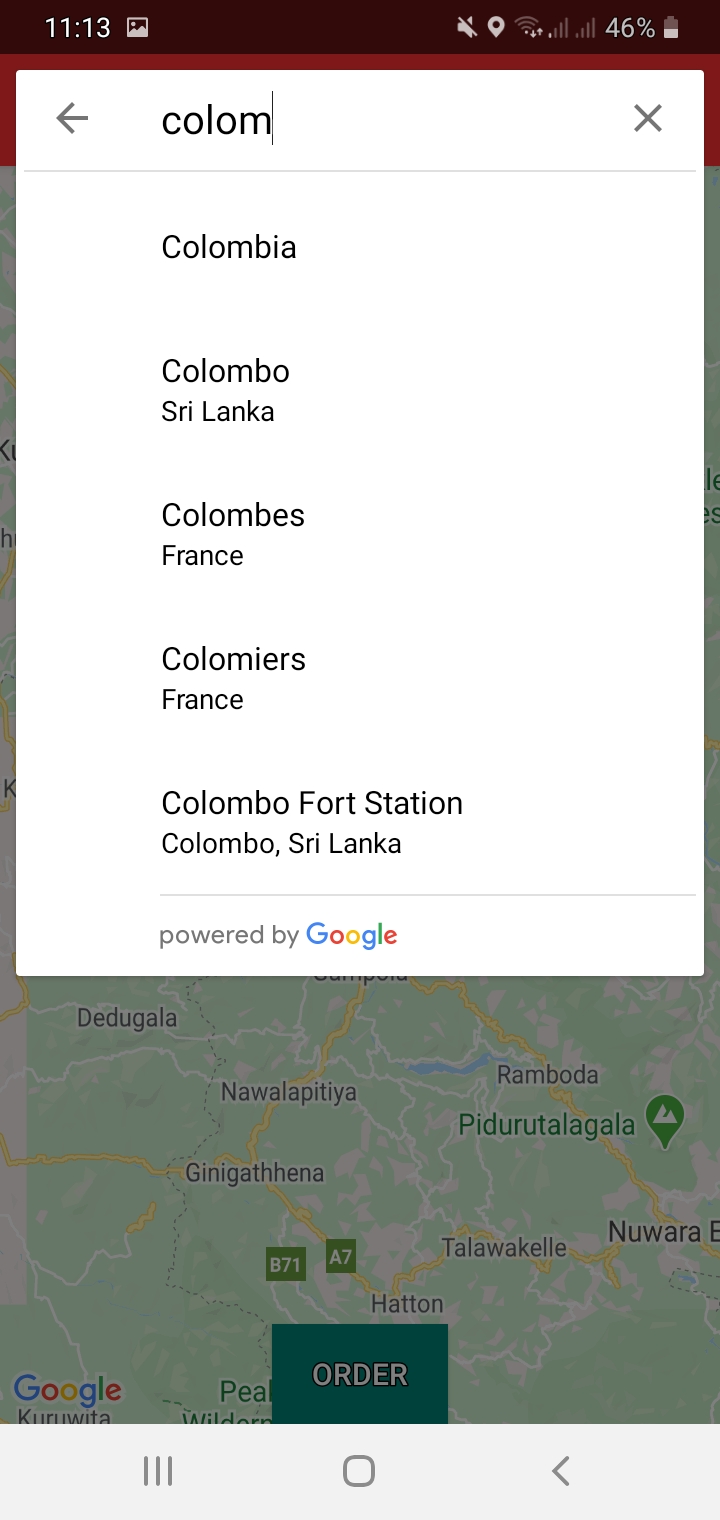 11:13
46%
colom
Colombia
Colombo
Sri Lanka
Colombes
France
Colomiers
France
Colombo Fort Station
Colombo, Sri Lanka
powered by Google
Dedugala
Ramboda
Nawalapitiya
Pidurutalagala
Ginigathhena
Nuwara E
Talawakelle
B71
A7
Hatton
ORDER
Google
Peak
Kuruwita